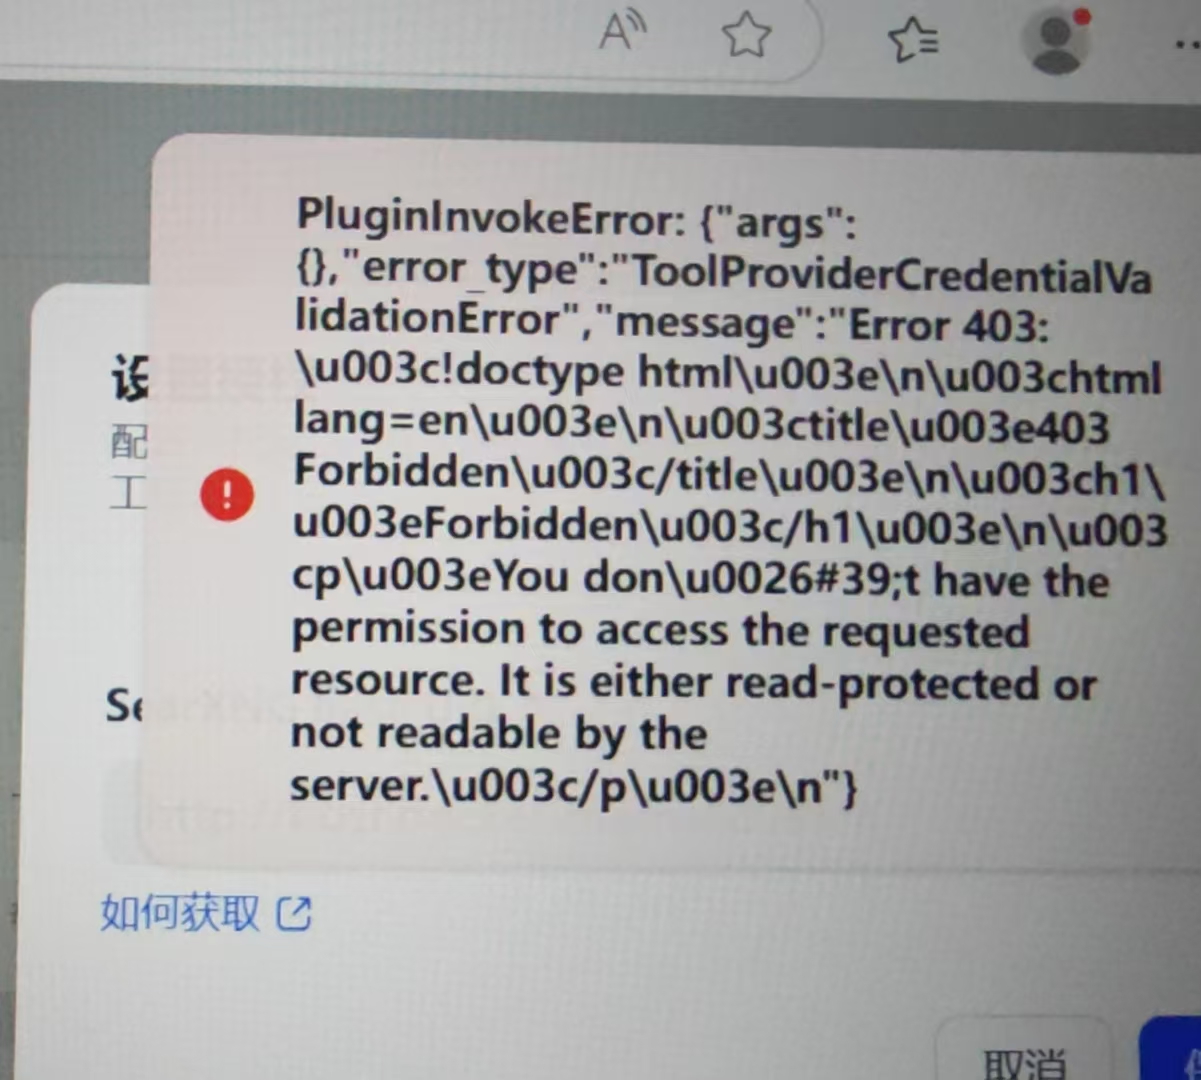 PluginInvokeError: {"args":
{},"error_type":"ToolProviderCredentialVa
lidationError","message":"Error 403:
\u003c!doctype html\u003e\n\u003chtml
lang=en\u003e\n\u003ctitle\u003e403
Forbidden\u003c/title\u003e\n\u003ch1\
u003eForbidden\u003c/h1\u003e\n\u003
cp\u003eYou don\u0026#39;t have the
permission to access the requested
resource. It is either read-protected or
not readable by the
server.\u003c/p\u003e\n"}
设
配
工
如何获取
取消